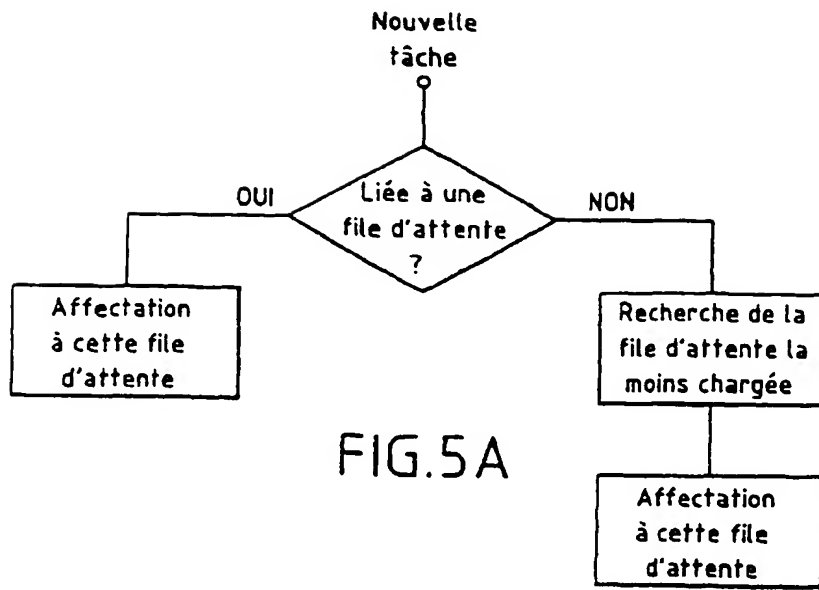 Nouvelle
tâche
OUI
Liée à une
file d'attente
?
NON
Affectation
à cette file
d'attente
Recherche de la
file d'attente la
moins chargée
Affectation
à cette file
d'attente
FIG.5A